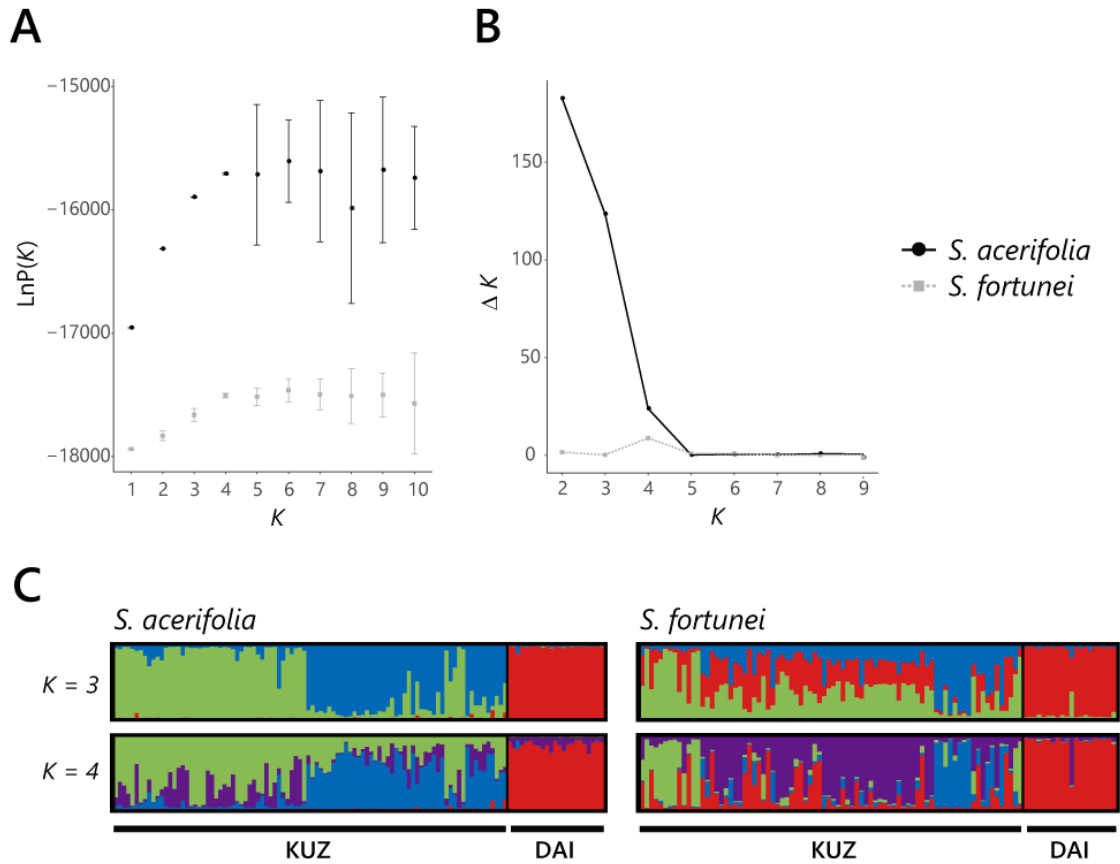 A
−15000
−16000
−17000
−18000
LnP(K)
1 2 3 4 5 6 7 8 9 10
K
B
150
100
50
0
Δ K
2 3 4 5 6 7 8 9
K
S. acerifolia
S. fortunei
C
S. acerifolia S. fortunei
K = 3
K = 4
KUZ DAI KUZ DAI